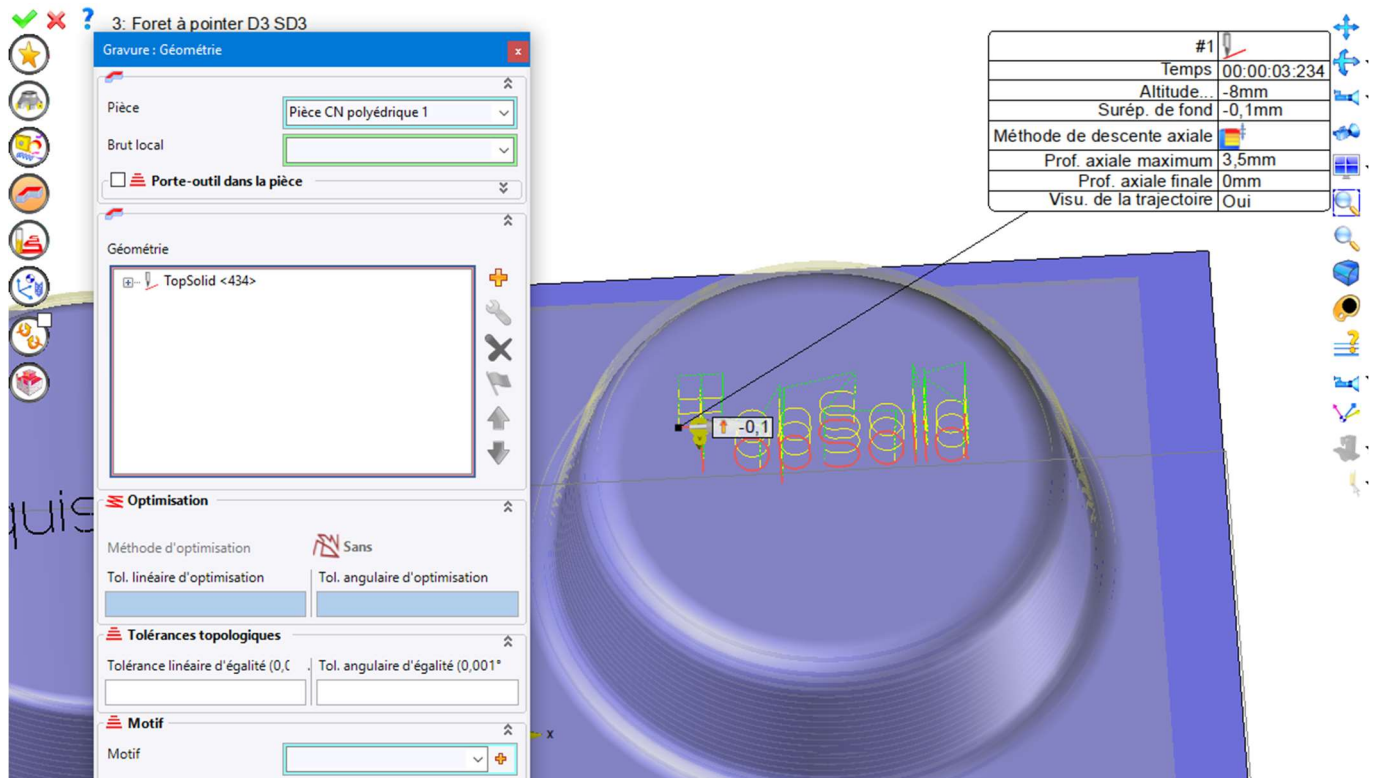 3: Foret à pointer D3 SD3
Gravure : Géométrie
Pièce
Pièce CN polyédrique 1
Brut local
Porte-outil dans la pièce
Géométrie
TopSolid <434>
Optimisation
Méthode d'optimisation
Sans
Tol. linéaire d'optimisation
Tol. angulaire d'optimisation
Tolérances topologiques
Tolérance linéaire d'égalité (0,0
Tol. angulaire d'égalité (0,001°
Motif
Motif
#1
Temps 00:00:03:234
Altitude... -8mm
Surép. de fond -0,1mm
Méthode de descente axiale
Prof. axiale maximum 3,5mm
Prof. axiale finale 0mm
Visu. de la trajectoire Oui
TopSolid
-0,1
quis
x